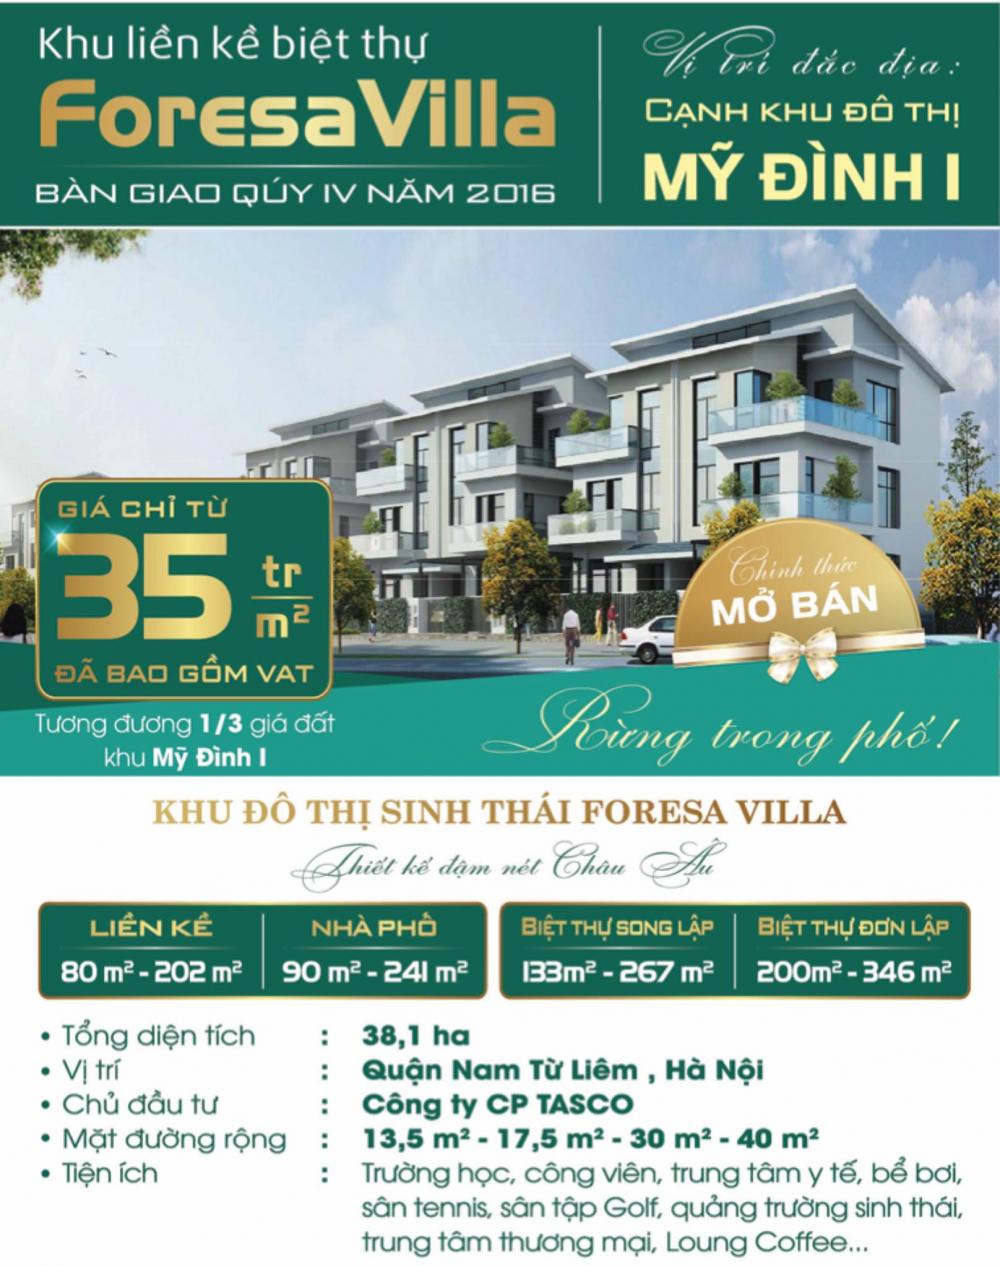 Khu liền kề biệt thự
ForesaVilla
BÀN GIAO QÚY IV NĂM 2016
Vị trí đắc địa:
CẠNH KHU ĐÔ THỊ
MỸ ĐÌNH I
GIÁ CHỈ TỪ
35 tr/m²
ĐÃ BAO GỒM VAT
Tương đương 1/3 giá đất
khu Mỹ Đình I
Chính thức
MỞ BÁN
Rừng trong phố!
KHU ĐÔ THỊ SINH THÁI FORESA VILLA
Thiết kế đậm nét Châu Âu
LIỀN KỀ
80 m² - 202 m²
NHÀ PHỐ
90 m² - 241 m²
BIỆT THỰ SONG LẬP
133m² - 267 m²
BIỆT THỰ ĐƠN LẬP
200m² - 346 m²
• Tổng diện tích : 38,1 ha
• Vị trí : Quận Nam Từ Liêm , Hà Nội
• Chủ đầu tư : Công ty CP TASCO
• Mặt đường rộng : 13,5 m² - 17,5 m² - 30 m² - 40 m²
• Tiện ích : Trường học, công viên, trung tâm y tế, bể bơi,
sân tennis, sân tập Golf, quảng trường sinh thái,
trung tâm thương mại, Loung Coffee...